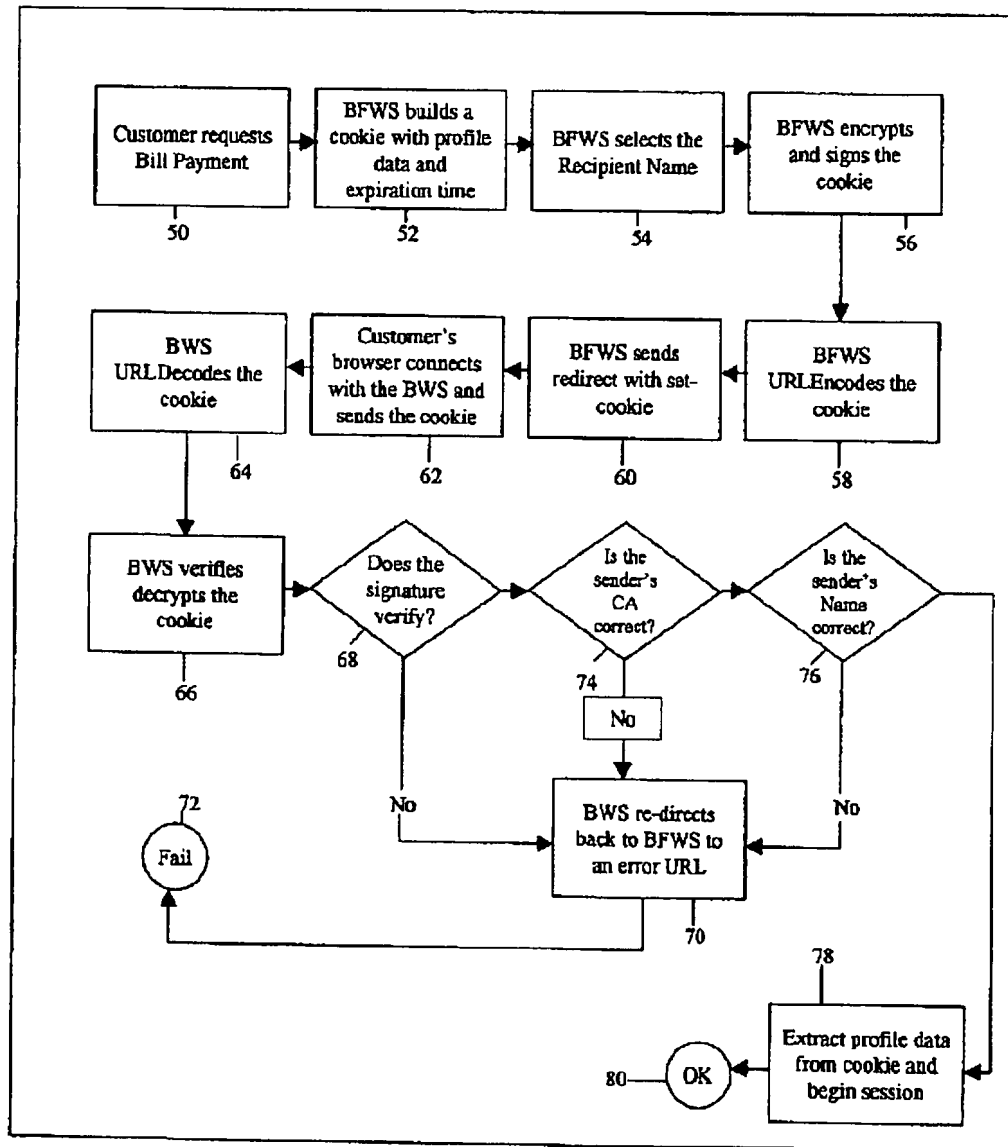 Customer requests
Bill Payment
50
BFWS builds a
cookie with profile
data and
expiration time
52
BFWS selects the
Recipient Name
54
BFWS encrypts
and signs the
cookie
56
BFWS
URLEncodes the
cookie
58
BFWS sends
redirect with set-
cookie
60
Customer's
browser connects
with the BWS and
sends the cookie
62
BWS
URLDecodes the
cookie
64
BWS verifies
decrypts the
cookie
66
Does the
signature
verify?
68
Is the
sender's
CA
correct?
74
Is the
sender's
Name
correct?
76
No
No
No
BWS re-directs
back to BFWS to
an error URL
70
72
Fail
78
Extract profile data
from cookie and
begin session
80
OK